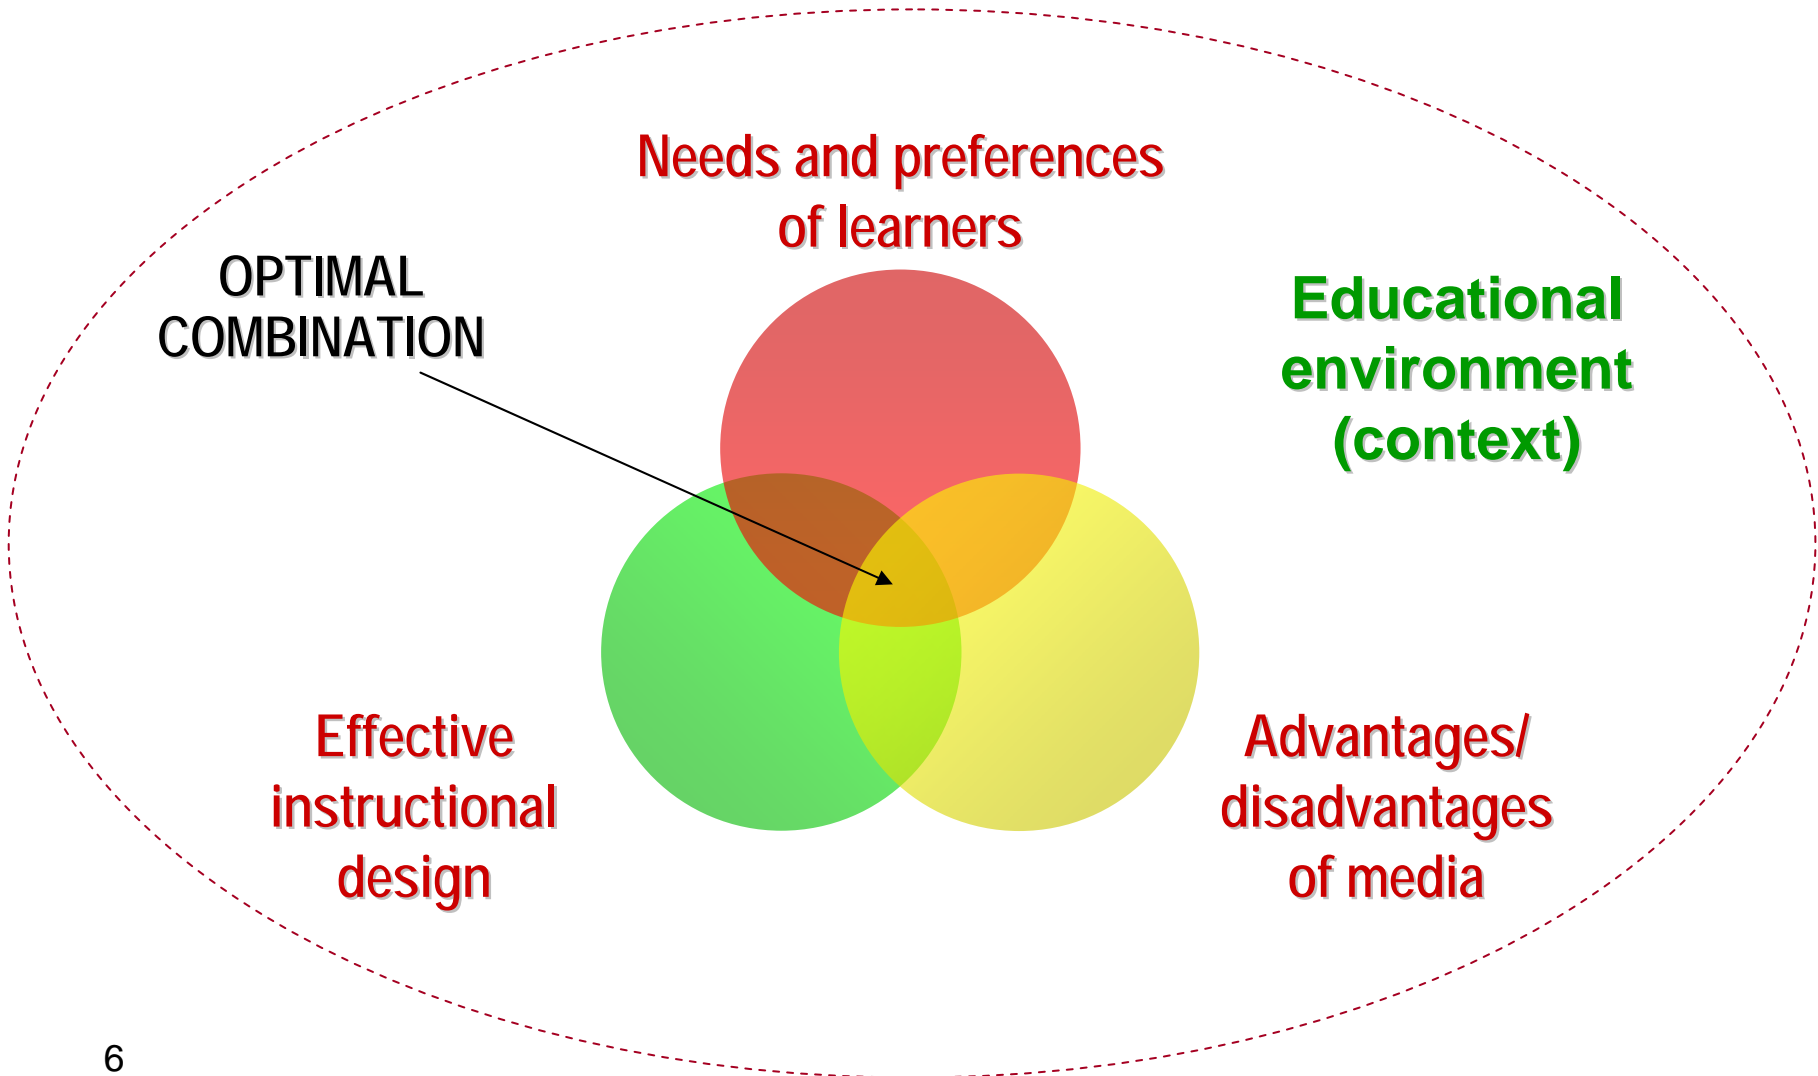 Needs and preferences
of learners
OPTIMAL
COMBINATION
Educational
environment
(context)
Effective
instructional
design
Advantages/
disadvantages
of media
6